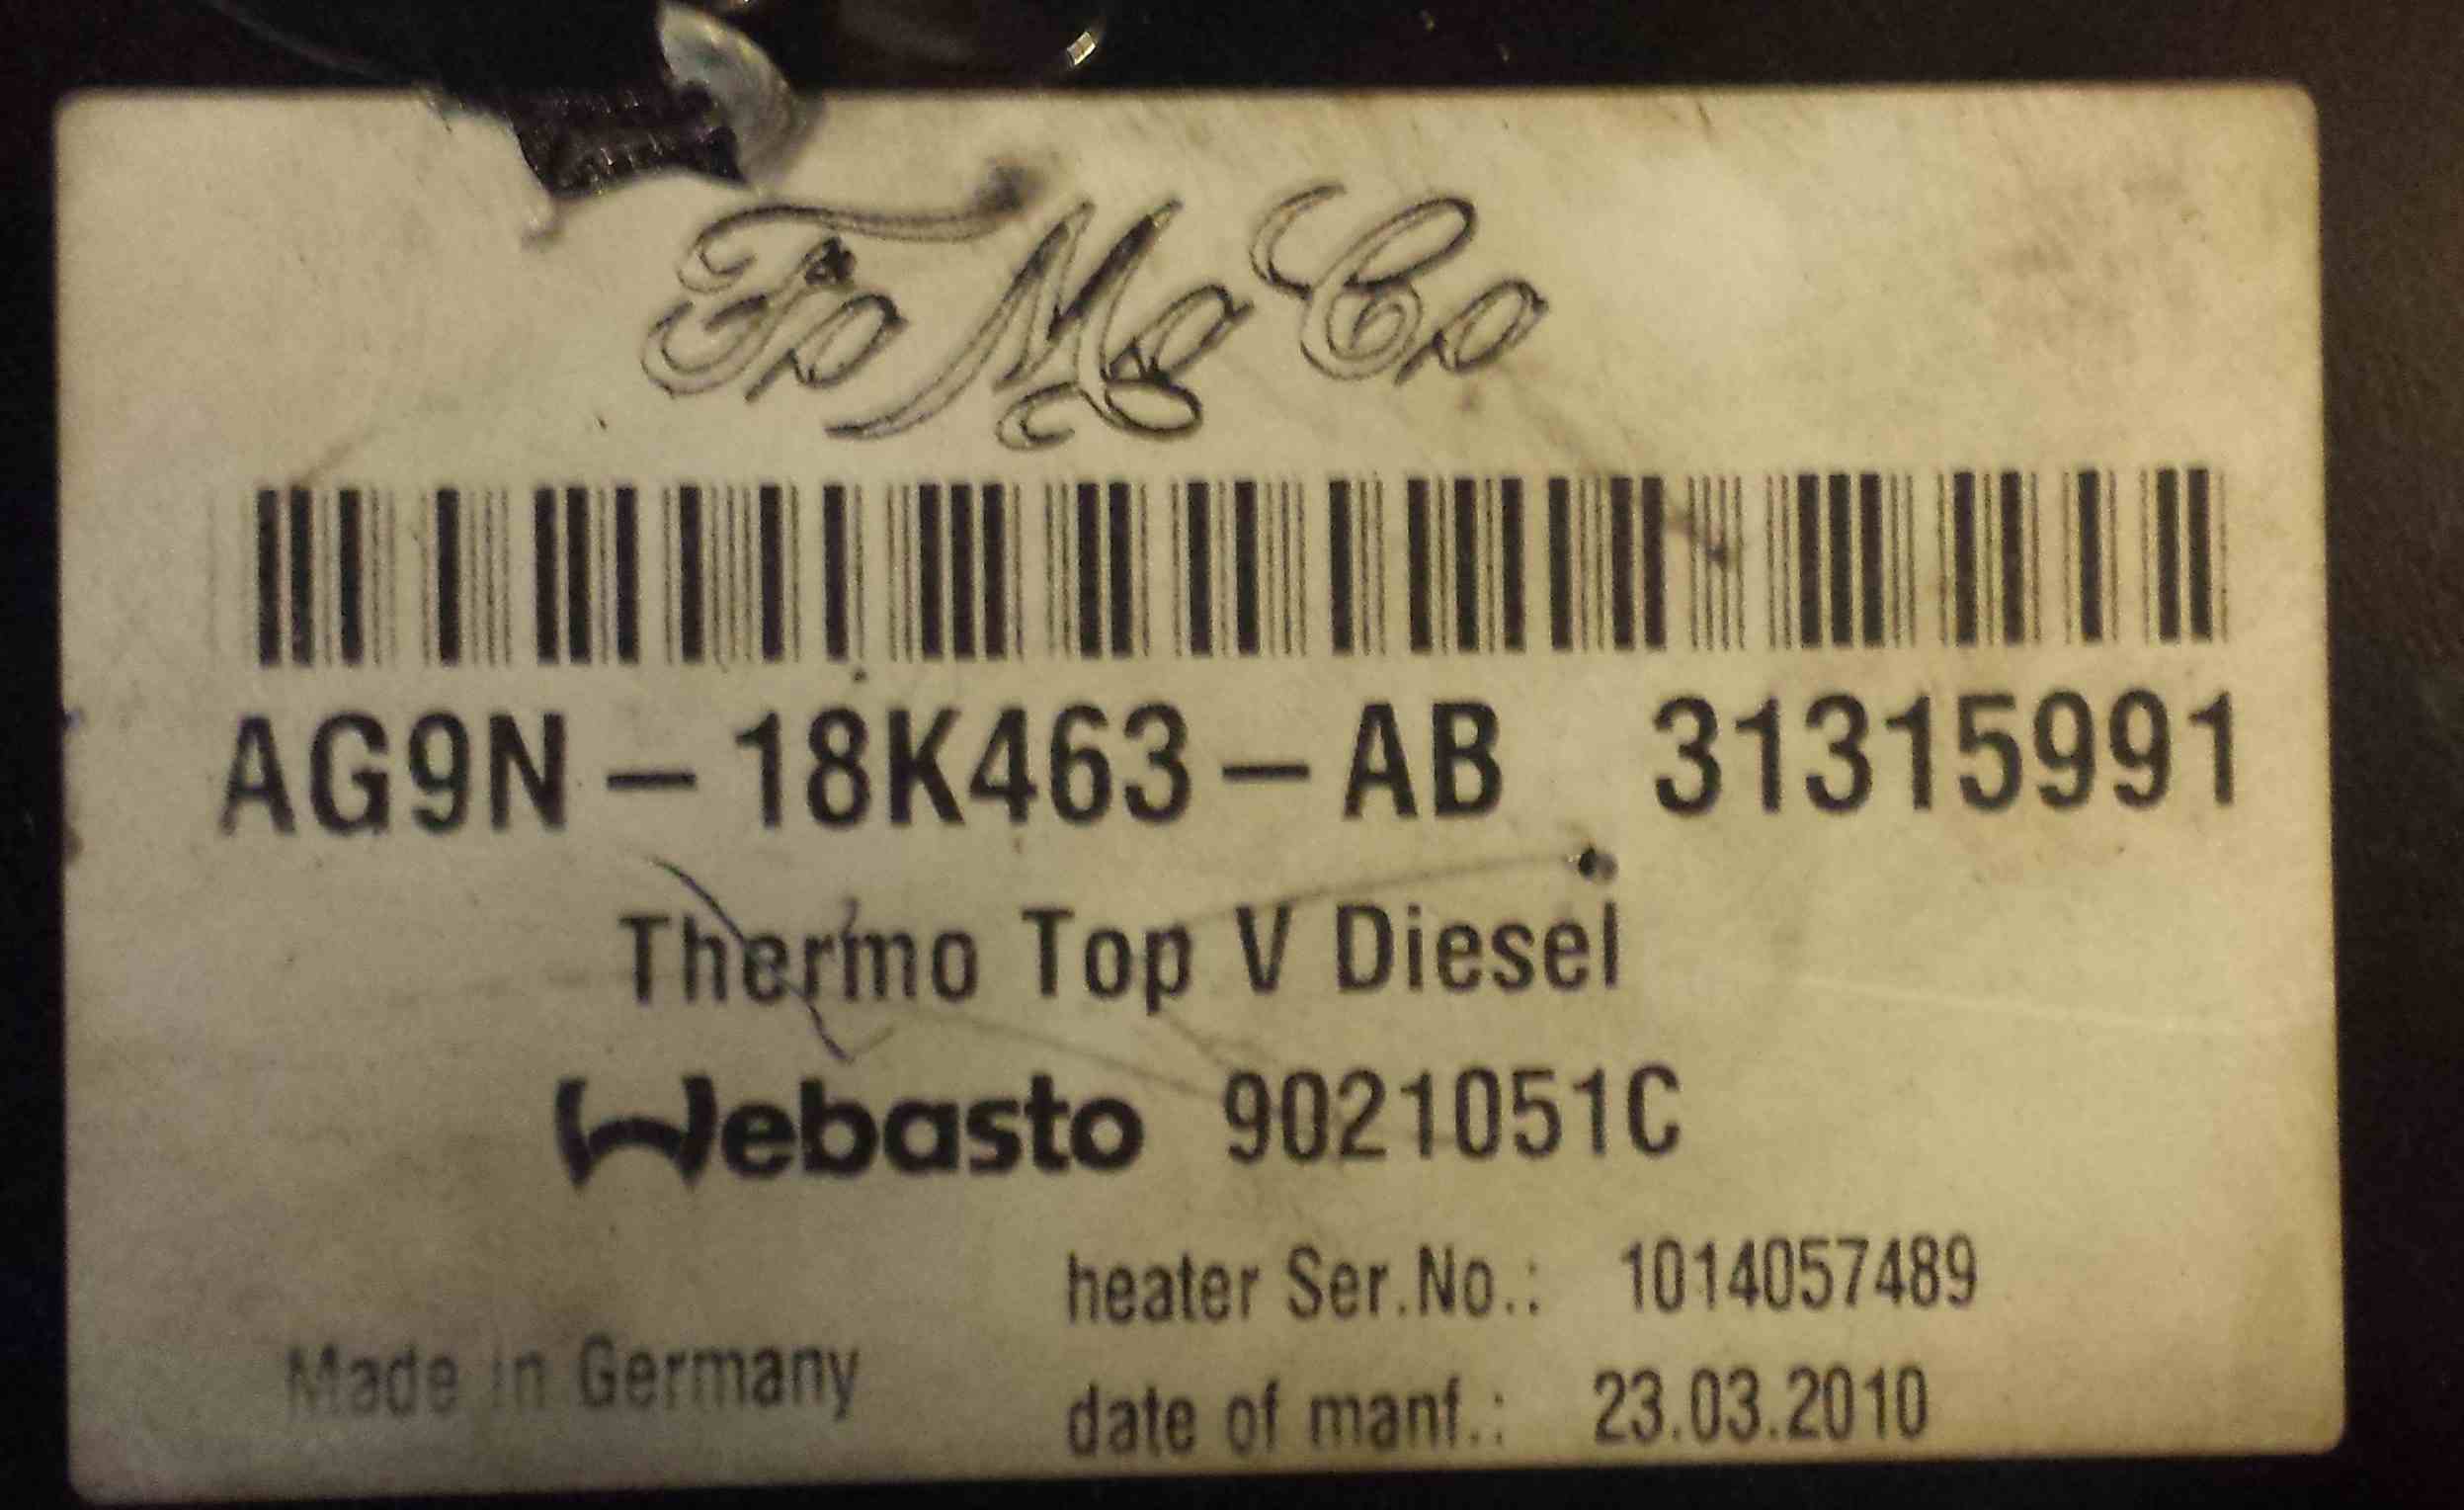 FoMoCo
AG9N – 18K463 – AB 31315991
Thermo Top V Diesel
Webasto 9021051C
heater Ser.No.: 1014057489
Made in Germany
date of manf.: 23.03.2010